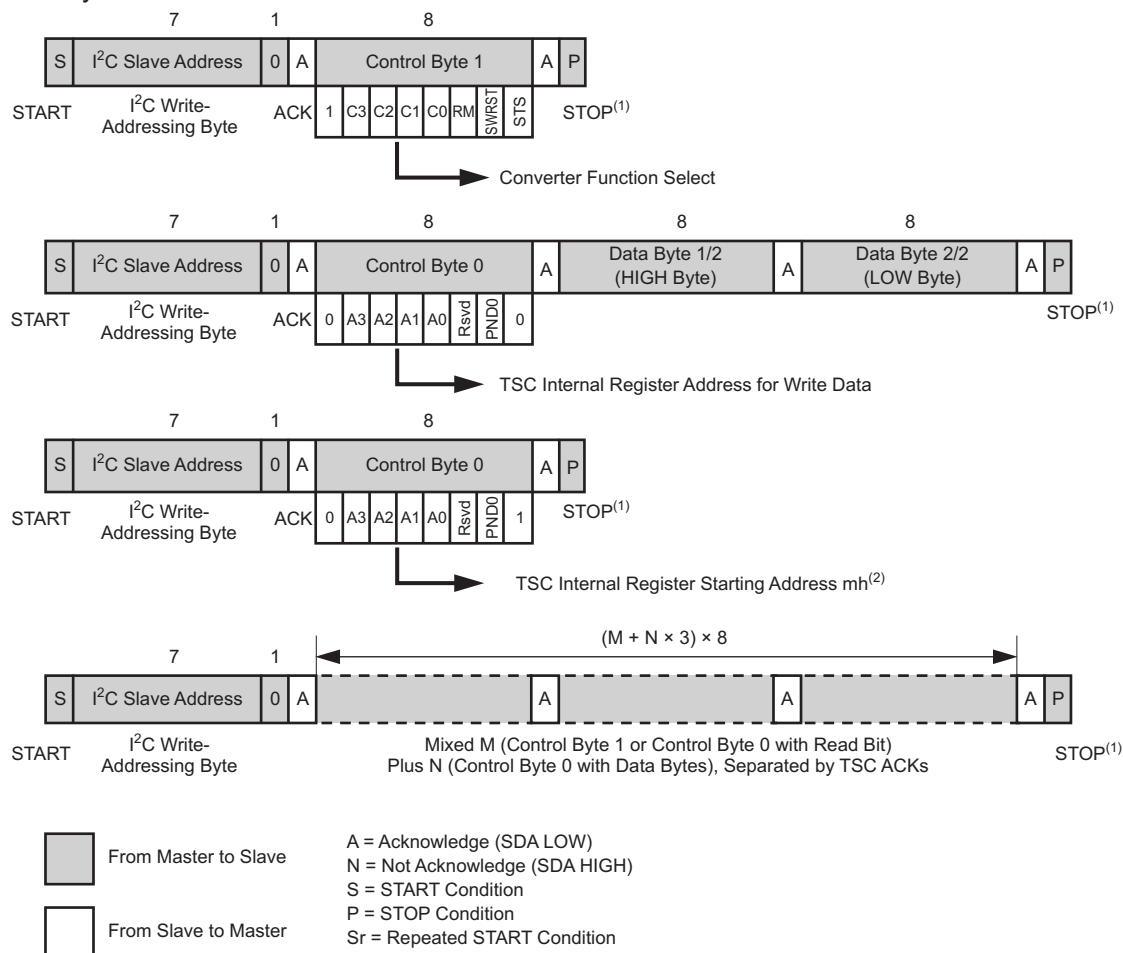 7 1 8
S I²C Slave Address 0 A Control Byte 1 A P
START I²C Write-Addressing Byte ACK 1 C3 C2 C1 C0 RM SWRST STS STOP(1)
Converter Function Select
7 1 8 8 8
S I²C Slave Address 0 A Control Byte 0 A Data Byte 1/2 (HIGH Byte) A Data Byte 2/2 (LOW Byte) A P
START I²C Write-Addressing Byte ACK 0 A3 A2 A1 A0 Rsvd PND0 0 STOP(1)
TSC Internal Register Address for Write Data
7 1 8
S I²C Slave Address 0 A Control Byte 0 A P
START I²C Write-Addressing Byte ACK 0 A3 A2 A1 A0 Rsvd PND0 1 STOP(1)
TSC Internal Register Starting Address mh(2)
(M + N × 3) × 8
7 1
S I²C Slave Address 0 A A A A P
START I²C Write-Addressing Byte STOP(1)
Mixed M (Control Byte 1 or Control Byte 0 with Read Bit)
Plus N (Control Byte 0 with Data Bytes), Separated by TSC ACKs
From Master to Slave
From Slave to Master
A = Acknowledge (SDA LOW)
N = Not Acknowledge (SDA HIGH)
S = START Condition
P = STOP Condition
Sr = Repeated START Condition